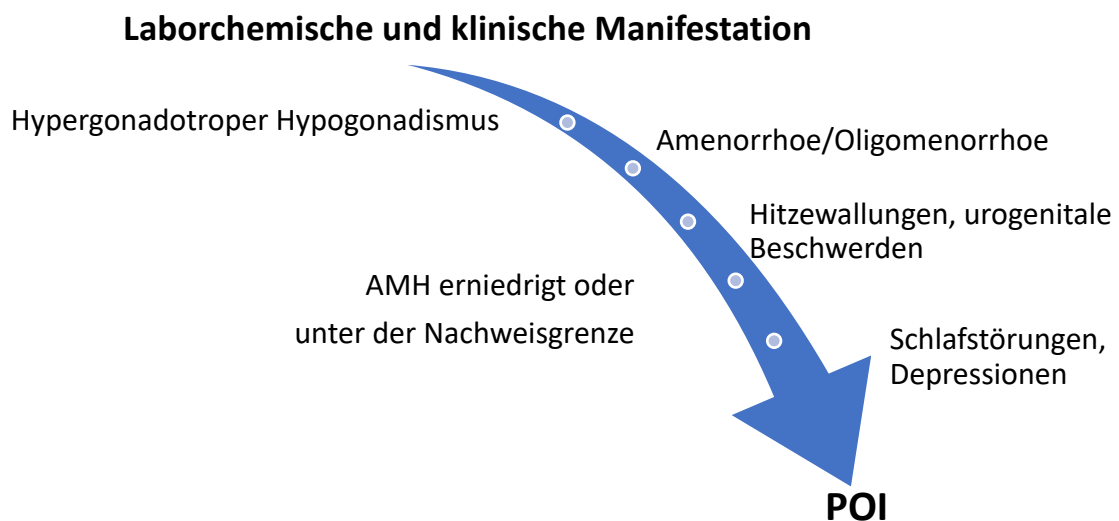 Laborchemische und klinische Manifestation
Hypergonadotroper Hypogonadismus
Amenorrhoe/Oligomenorrhoe
Hitzewallungen, urogenitale
Beschwerden
AMH erniedrigt oder
unter der Nachweisgrenze
Schlafstörungen,
Depressionen
POI